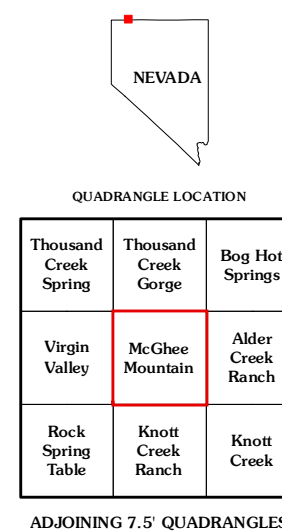 NEVADA
QUADRANGLE LOCATION
Thousand
Creek
Spring
Thousand
Creek
Gorge
Bog Hot
Springs
Virgin
Valley
McGhee
Mountain
Alder
Creek
Ranch
Rock
Spring
Table
Knott
Creek
Ranch
Knott
Creek
ADJOINING 7.5' QUADRANGLES